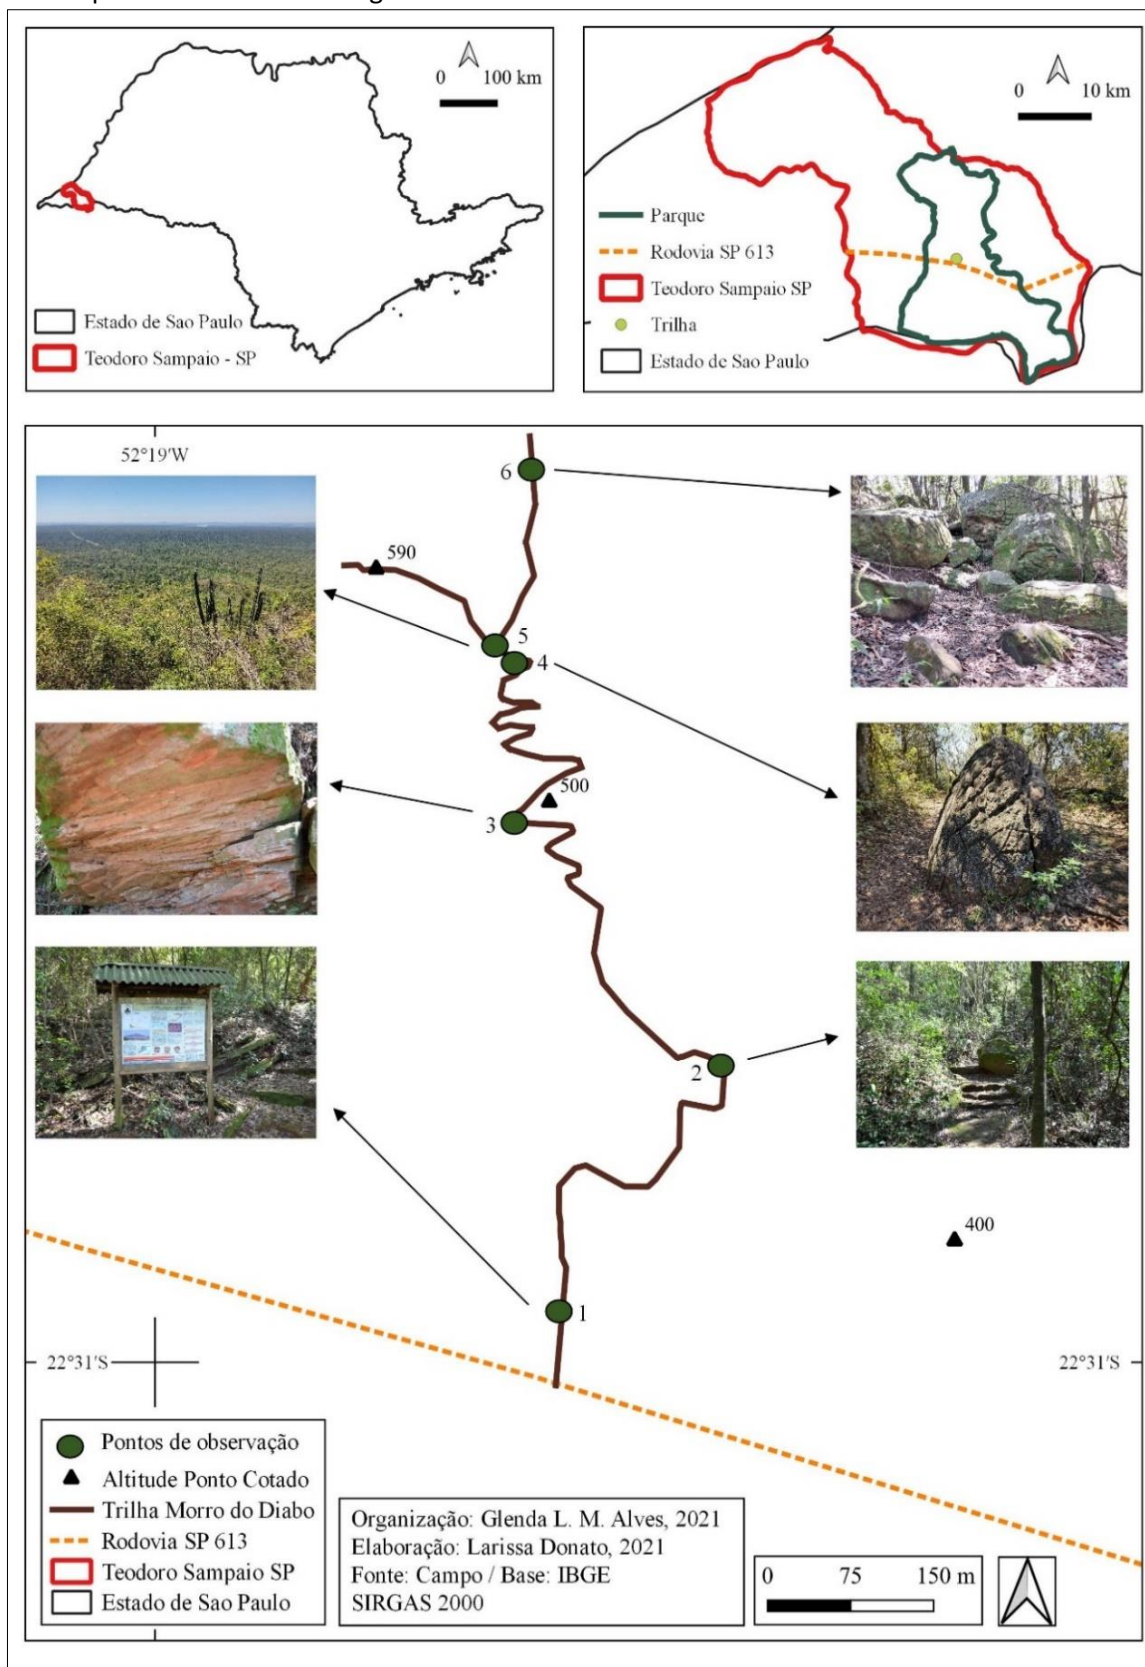 0 100 km
Estado de Sao Paulo
Teodoro Sampaio - SP
0 10 km
Parque
Rodovia SP 613
Teodoro Sampaio SP
Trilha
Estado de Sao Paulo
52°19'W
6
590
5
4
500
3
2
400
1
22°31'S
22°31'S
Pontos de observação
Altitude Ponto Cotado
Trilha Morro do Diabo
Rodovia SP 613
Teodoro Sampaio SP
Estado de Sao Paulo
Organização: Glenda L. M. Alves, 2021
Elaboração: Larissa Donato, 2021
Fonte: Campo / Base: IBGE
SIRGAS 2000
0 75 150 m